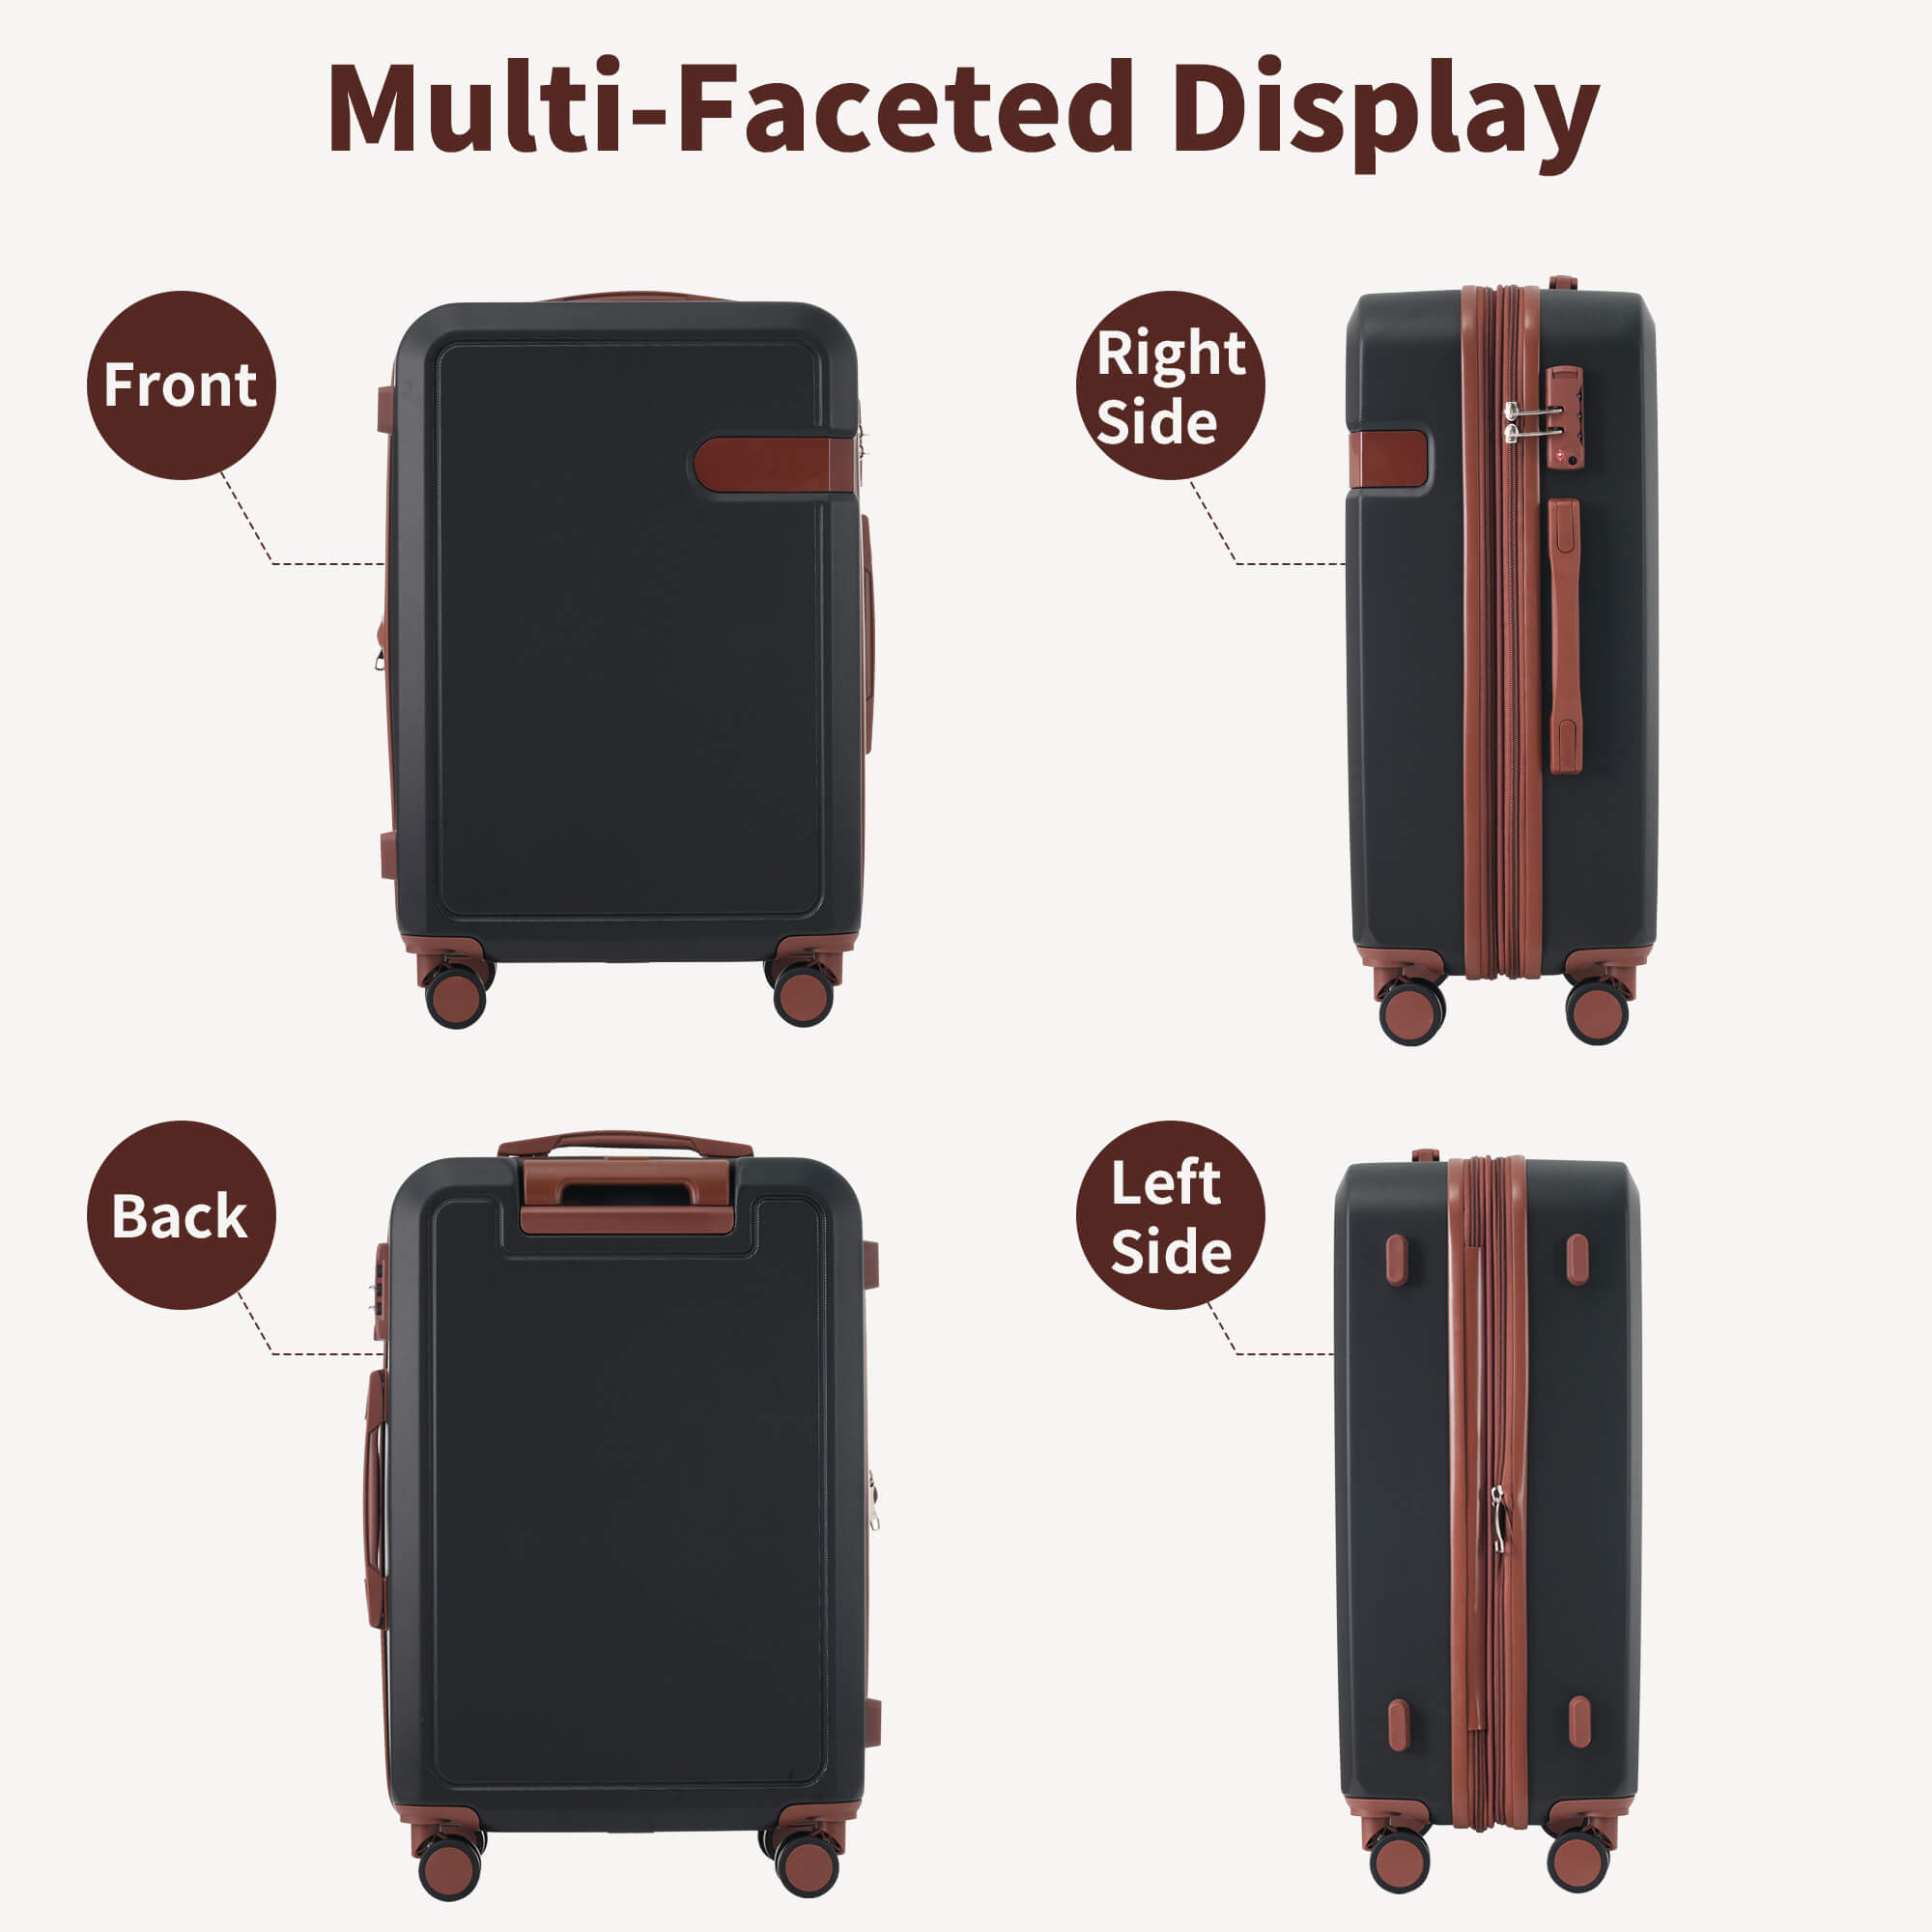 Multi-Faceted Display
Front
Right
Side
Back
Left
Side